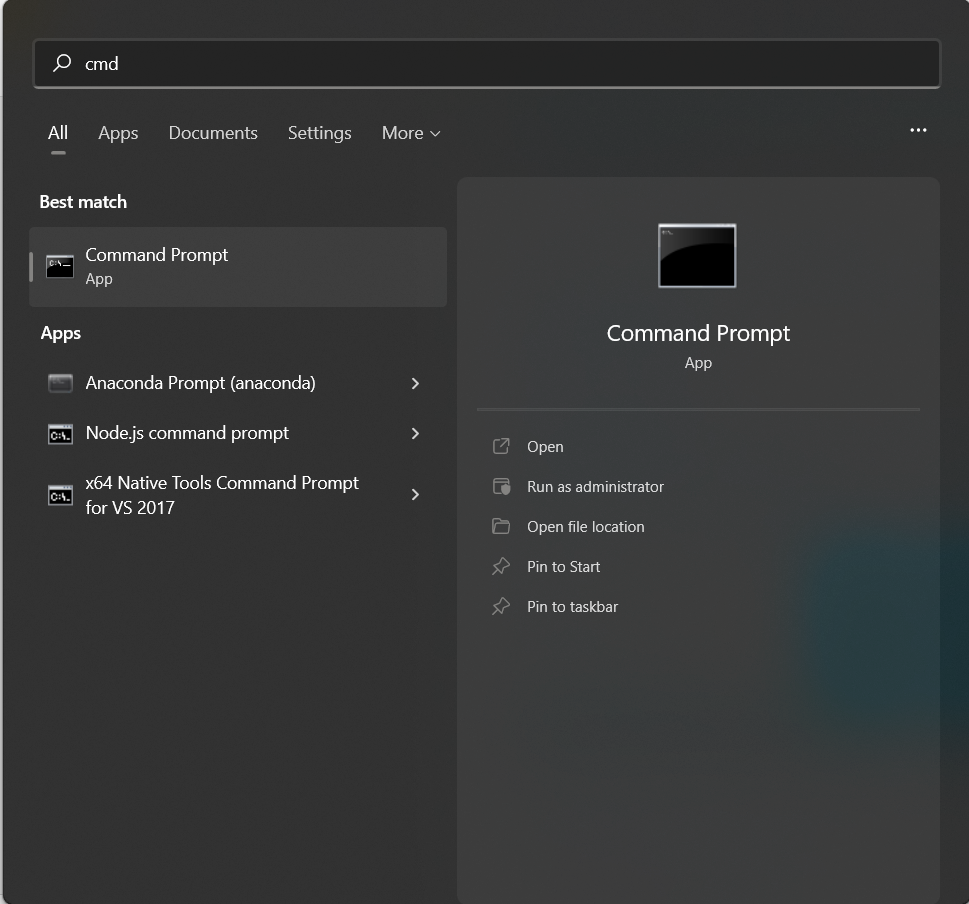 cmd
All Apps Documents Settings More
Best match
Command Prompt
App
Apps
Anaconda Prompt (anaconda)
Node.js command prompt
x64 Native Tools Command Prompt
for VS 2017
Command Prompt
App
Open
Run as administrator
Open file location
Pin to Start
Pin to taskbar